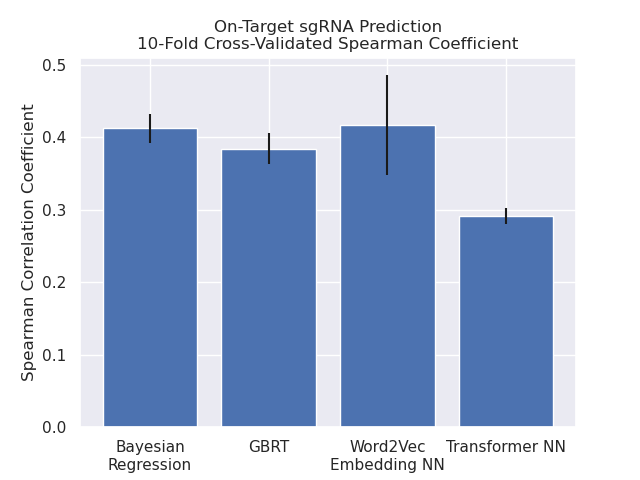 On-Target sgRNA Prediction
10-Fold Cross-Validated Spearman Coefficient
Spearman Correlation Coefficient
0.5
0.4
0.3
0.2
0.1
0.0
Bayesian
Regression
GBRT
Word2Vec
Embedding NN
Transformer NN